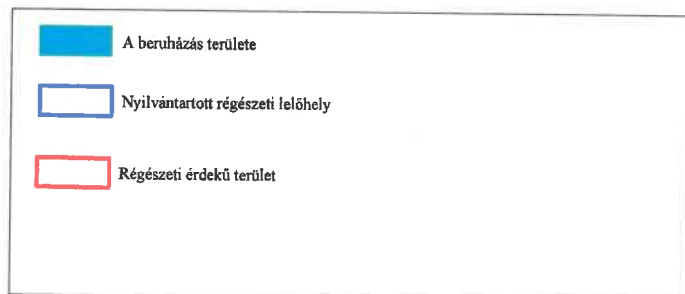 A beruházás területe
Nyilvántartott régészeti lelőhely
Régészeti érdekű terület